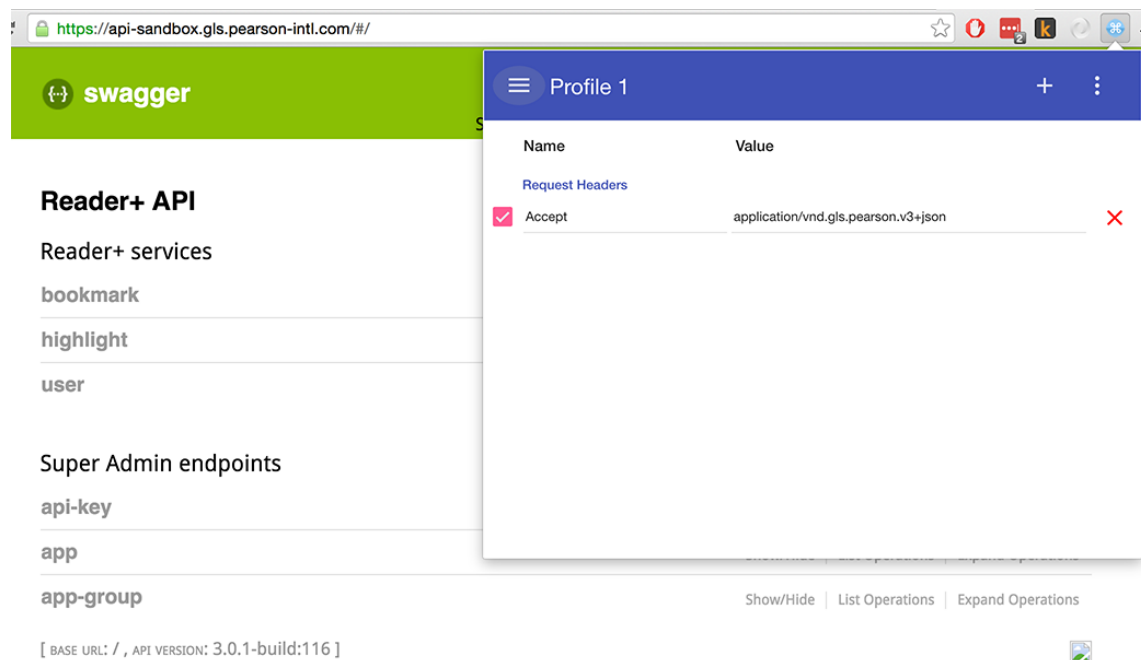 https://api-sandbox.gls.pearson-intl.com/#/
2
k
swagger
Profile 1
Name Value
Request Headers
Accept application/vnd.gls.pearson.v3+json
Reader+ API
Reader+ services
bookmark
highlight
user
Super Admin endpoints
api-key
app
app-group Show/Hide List Operations Expand Operations
[ BASE URL: / , API VERSION: 3.0.1-build:116 ]